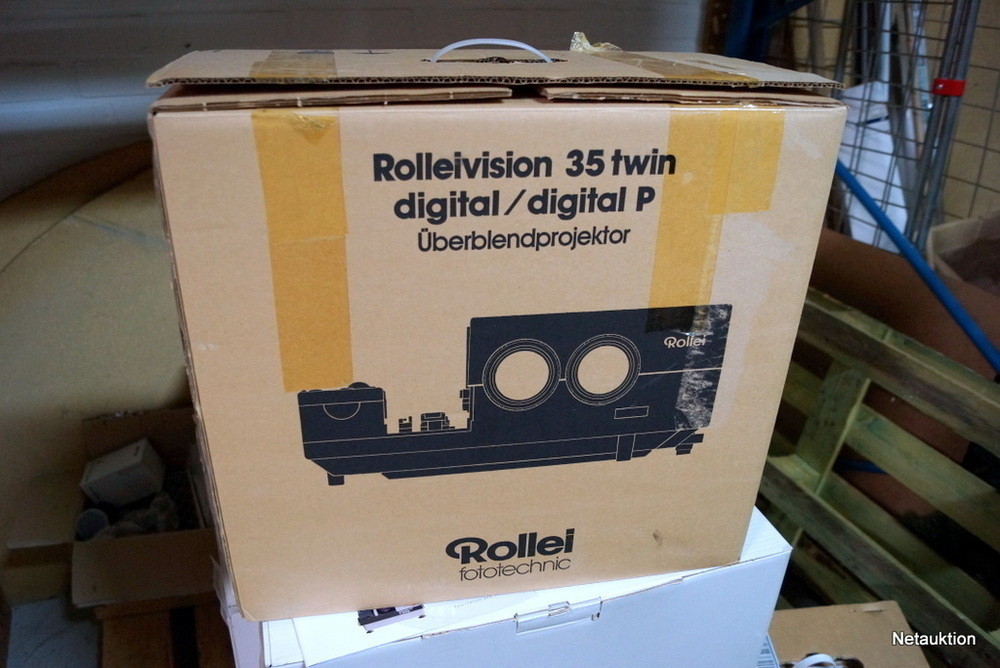 Rolleivision 35 twin
digital / digital P
Überblendprojektor
Rollei
Rollei
fototechnic
Netauktion